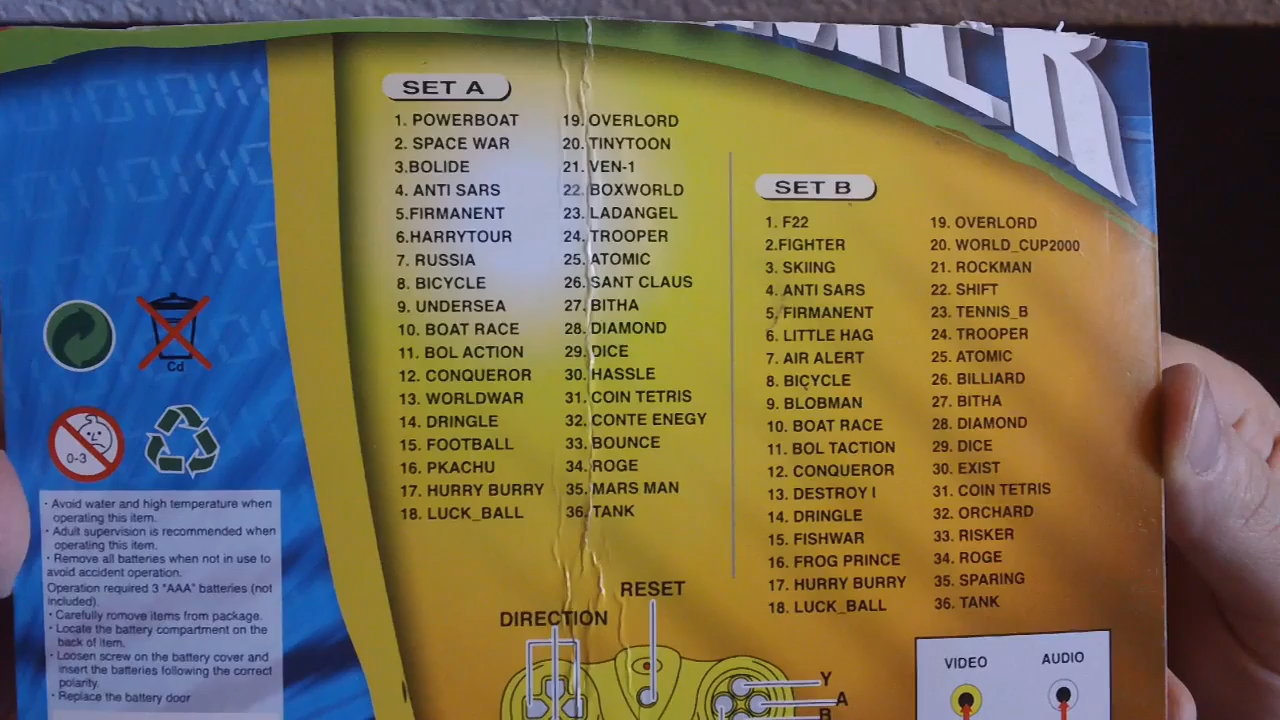 SET A
1. POWERBOAT
2. SPACE WAR
3.BOLIDE
4. ANTI SARS
5.FIRMANENT
6.HARRYTOUR
7. RUSSIA
8. BICYCLE
9. UNDERSEA
10. BOAT RACE
11. BOL ACTION
12. CONQUEROR
13. WORLDWAR
14. DRINGLE
15. FOOTBALL
16. PKACHU
17. HURRY BURRY
18. LUCK_BALL
19. OVERLORD
20. TINYTOON
21. VEN-1
22. BOXWORLD
23. LADANGEL
24. TROOPER
25. ATOMIC
26. SANT CLAUS
27. BITHA
28. DIAMOND
29. DICE
30. HASSLE
31. COIN TETRIS
32. CONTE ENEGY
33. BOUNCE
34. ROGE
35. MARS MAN
36. TANK
SET B
1. F22
2.FIGHTER
3. SKIING
4. ANTI SARS
5. FIRMANENT
6. LITTLE HAG
7. AIR ALERT
8. BICYCLE
9. BLOBMAN
10. BOAT RACE
11. BOL TACTION
12. CONQUEROR
13. DESTROY I
14. DRINGLE
15. FISHWAR
16. FROG PRINCE
17. HURRY BURRY
18. LUCK_BALL
19. OVERLORD
20. WORLD_CUP2000
21. ROCKMAN
22. SHIFT
23. TENNIS_B
24. TROOPER
25. ATOMIC
26. BILLIARD
27. BITHA
28. DIAMOND
29. DICE
30. EXIST
31. COIN TETRIS
32. ORCHARD
33. RISKER
34. ROGE
35. SPARING
36. TANK
Cd
0-3
· Avoid water and high temperature when
operating this item.
· Adult supervision is recommended when
operating this item.
· Remove all batteries when not in use to
avoid accident operation.
Operation required 3 "AAA" batteries (not
included).
· Carefully romove items from package.
· Locate the battery compartment on the
back of item.
· Loosen screw on the battery cover and
insert the batteries following the correct
polarity.
· Replace the battery door
RESET
DIRECTION
Y
A
B
VIDEO
AUDIO